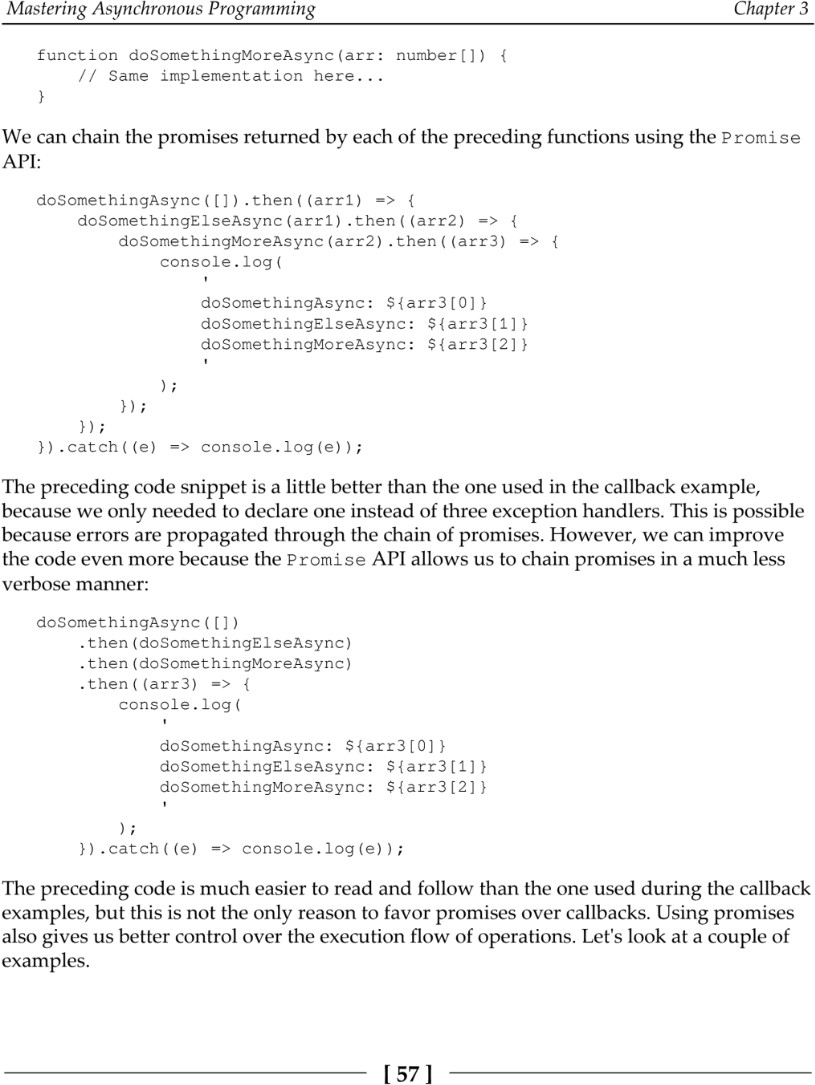 Mastering Asynchronous Programming Chapter 3
function doSomethingMoreAsync(arr: number[]) {
    // Same implementation here...
}
We can chain the promises returned by each of the preceding functions using the Promise
API:
doSomethingAsync([]).then((arr1) => {
    doSomethingElseAsync(arr1).then((arr2) => {
        doSomethingMoreAsync(arr2).then((arr3) => {
            console.log(
                '
                doSomethingAsync: ${arr3[0]}
                doSomethingElseAsync: ${arr3[1]}
                doSomethingMoreAsync: ${arr3[2]}
                '
            );
        });
    });
}).catch((e) => console.log(e));
The preceding code snippet is a little better than the one used in the callback example,
because we only needed to declare one instead of three exception handlers. This is possible
because errors are propagated through the chain of promises. However, we can improve
the code even more because the Promise API allows us to chain promises in a much less
verbose manner:
doSomethingAsync([])
    .then(doSomethingElseAsync)
    .then(doSomethingMoreAsync)
    .then((arr3) => {
        console.log(
            '
            doSomethingAsync: ${arr3[0]}
            doSomethingElseAsync: ${arr3[1]}
            doSomethingMoreAsync: ${arr3[2]}
            '
        );
    }).catch((e) => console.log(e));
The preceding code is much easier to read and follow than the one used during the callback
examples, but this is not the only reason to favor promises over callbacks. Using promises
also gives us better control over the execution flow of operations. Let's look at a couple of
examples.
[ 57 ]